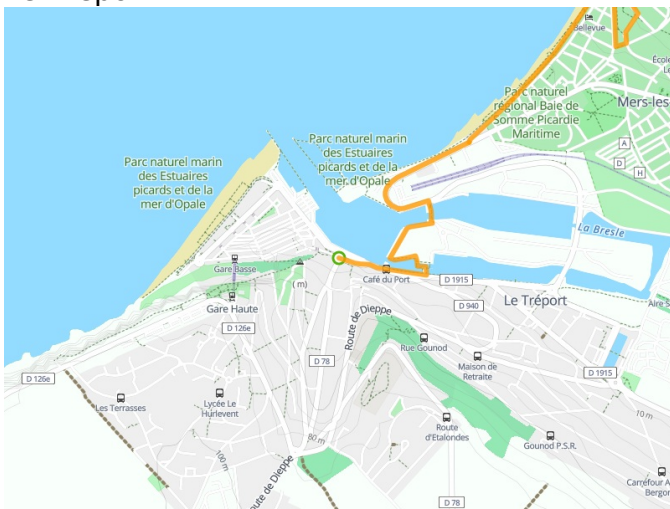 Bellevue
École
Parc naturel
régional Baie de
Somme Picardie
Maritime
Mers-les
A
D
H
Parc naturel marin
des Estuaires
picards et de la
mer d'Opale
Parc naturel marin
des Estuaires
picards et de la
mer d'Opale
La Bresle
Gare Basse
( m)
Café du Port
D 1915
Le Tréport
Aire S
Gare Haute
D 126e
D 940
Route de Dieppe
Rue Gounod
D 78
Maison de
Retraite
D 1915
D 126e
Les Terrasses
Lycée Le
Hurlevent
10 m
Route
d'Etalondes
80 m
100 m
Gounod P.S.R.
oute de Dieppe
Carrefour A
Bergor
D 78